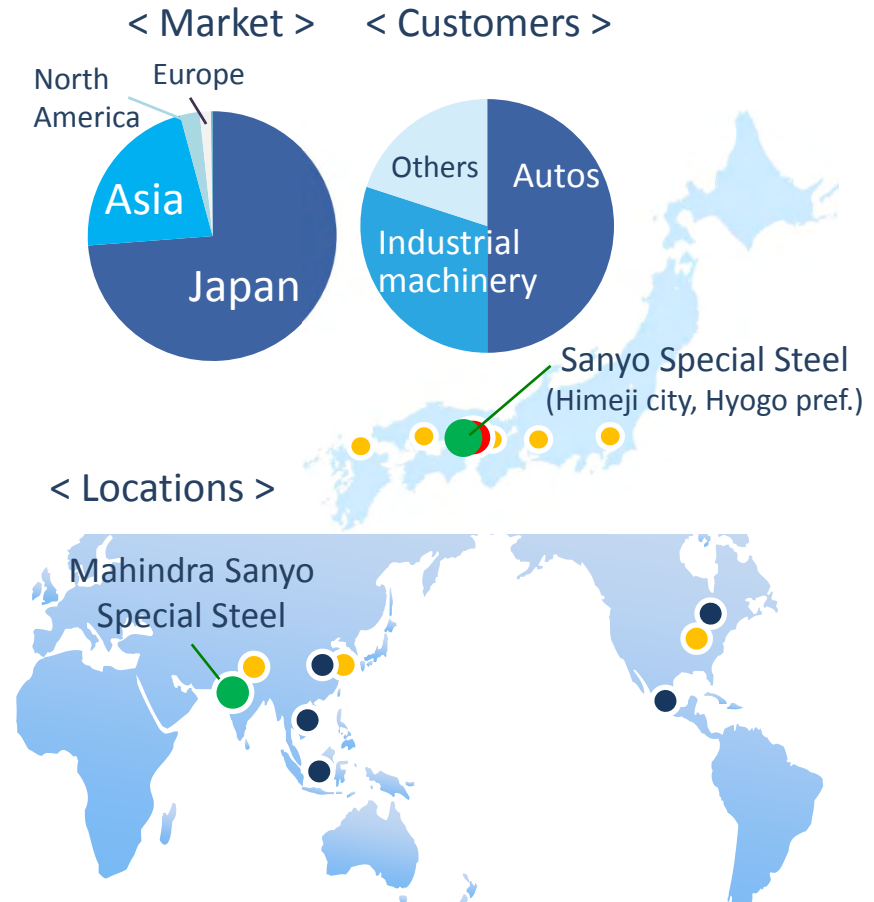 < Market >
< Customers >
North
America
Europe
Asia
Japan
Others
Autos
Industrial
machinery
Sanyo Special Steel
(Himeji city, Hyogo pref.)
< Locations >
Mahindra Sanyo
Special Steel